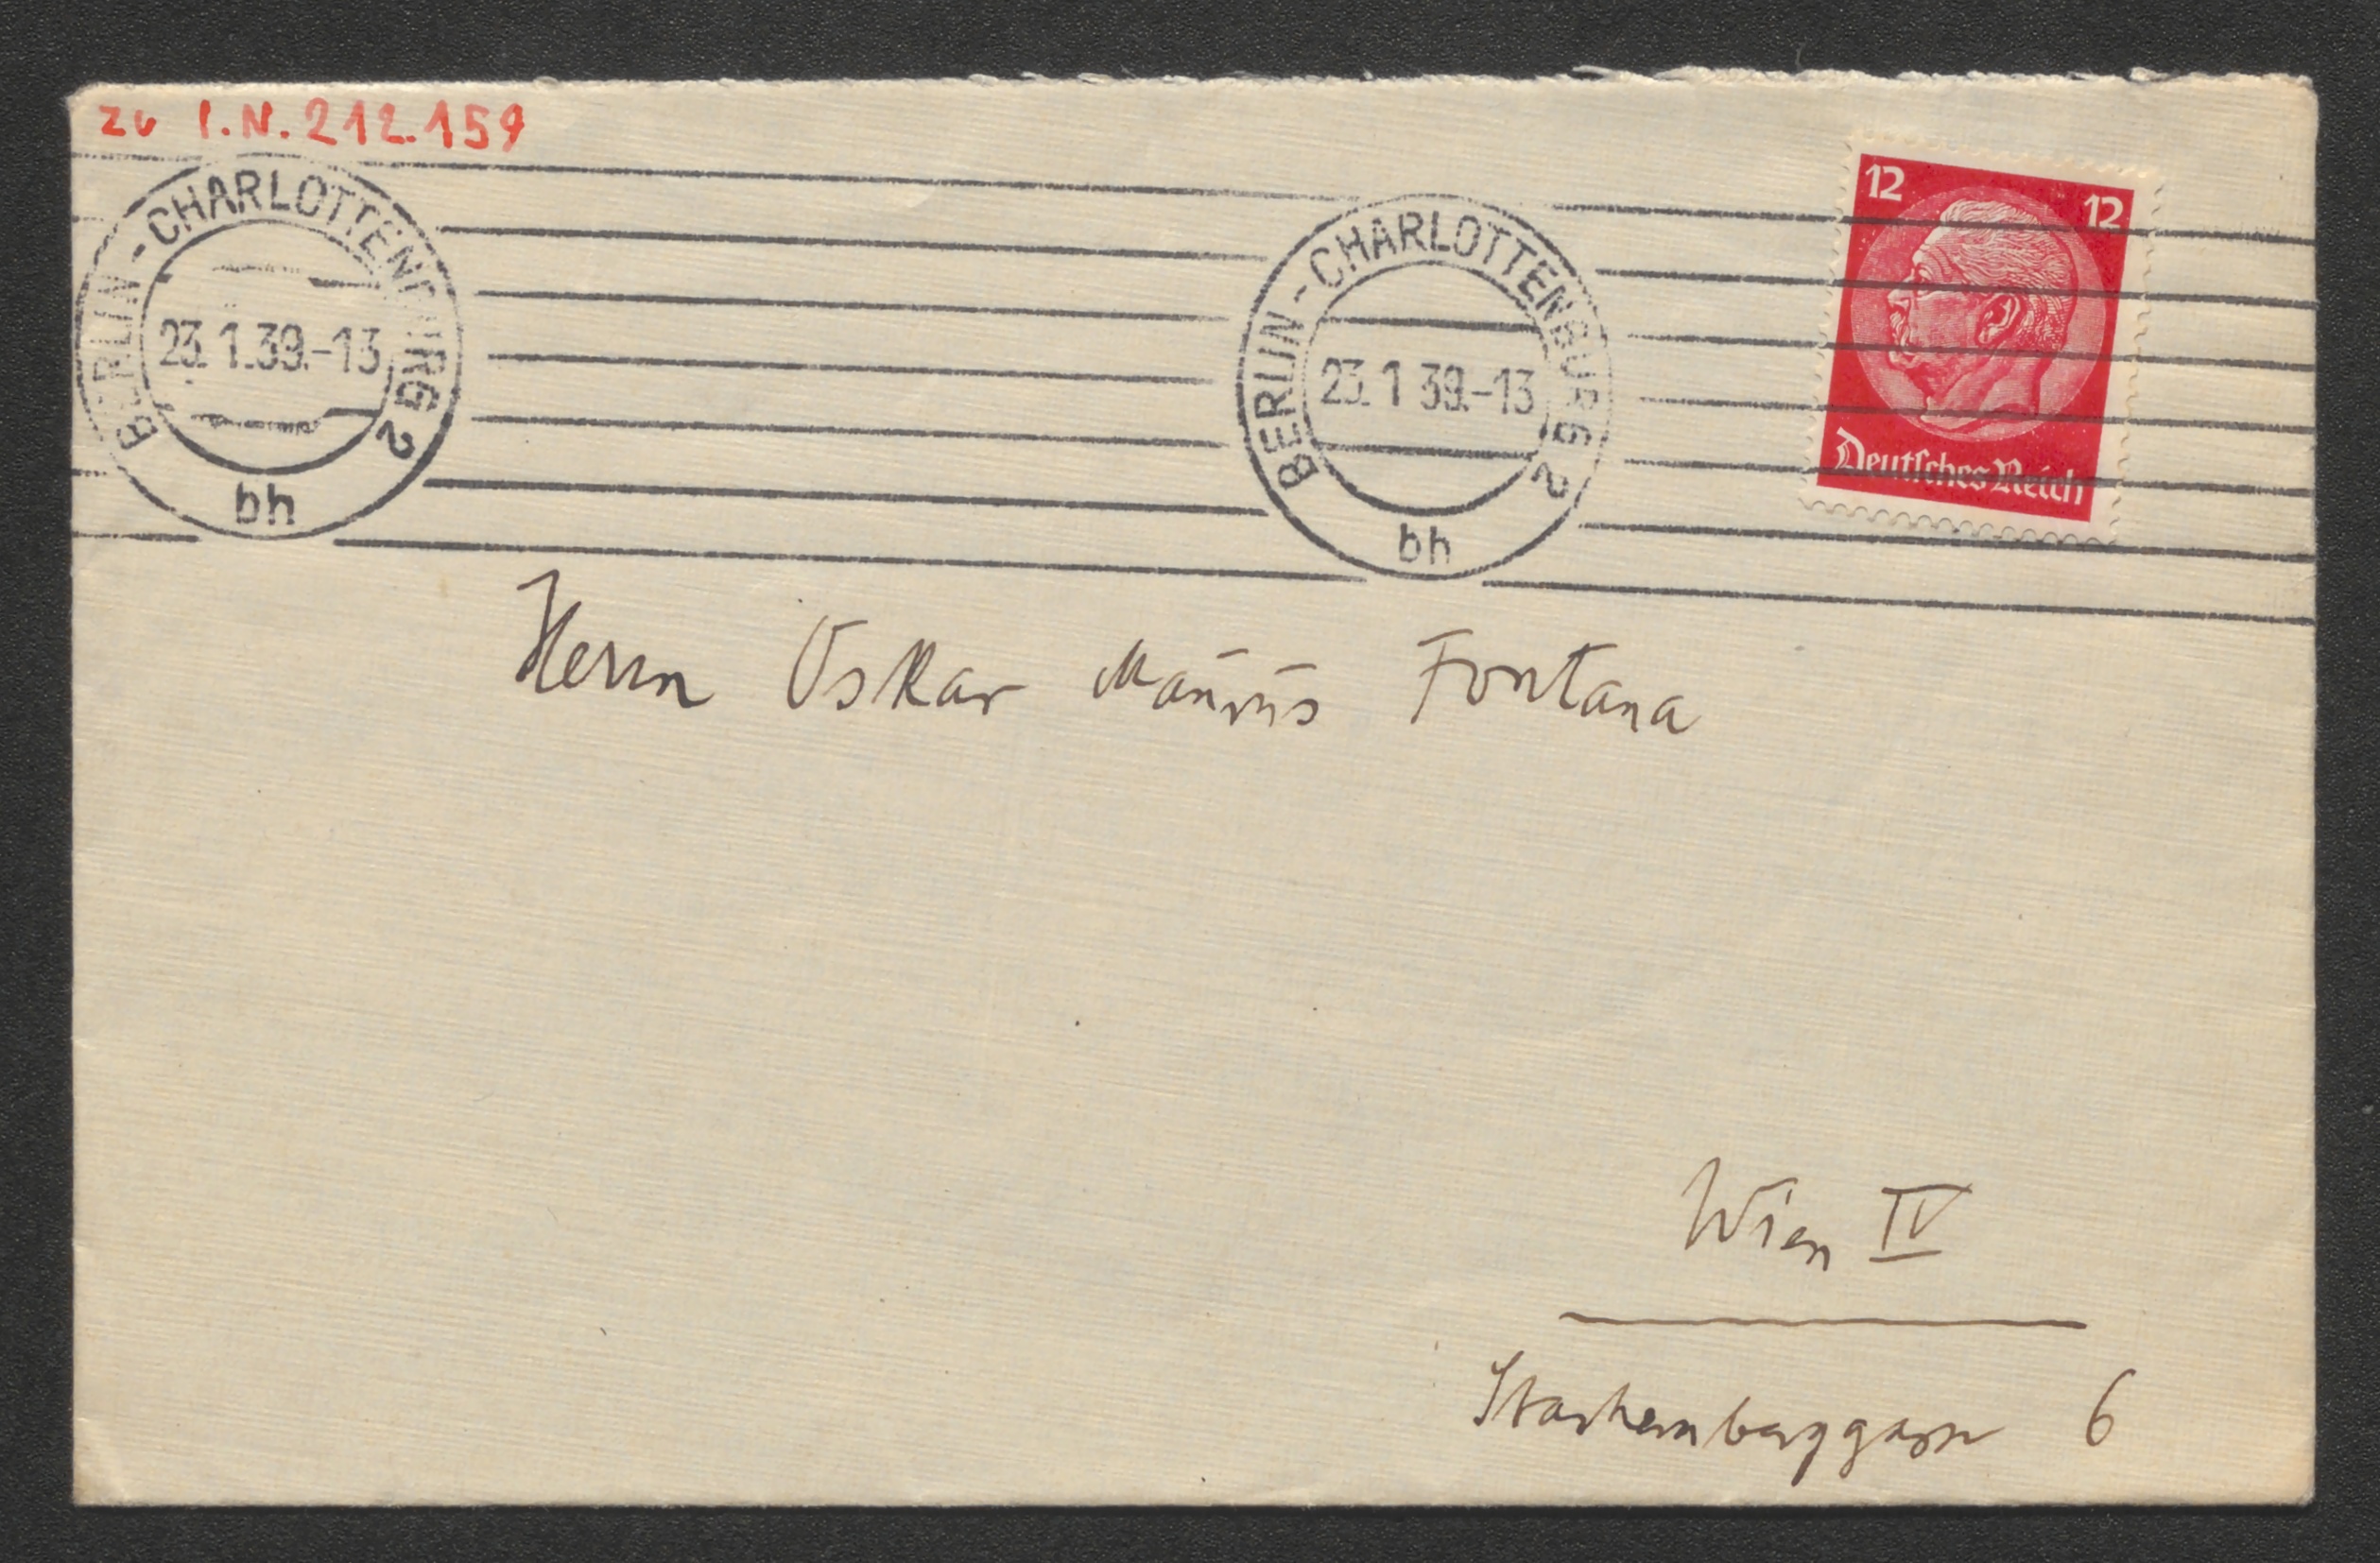 zu I.N. 212.159
BERLIN-CHARLOTTENBURG 2
23.1.39.-13
bh
BERLIN-CHARLOTTENBURG 2
23.1 39.-13
bh
12 12
Deutsches Reich
Herrn Oskar Maurus Fontana
Wien IV
Starhemberggasse 6